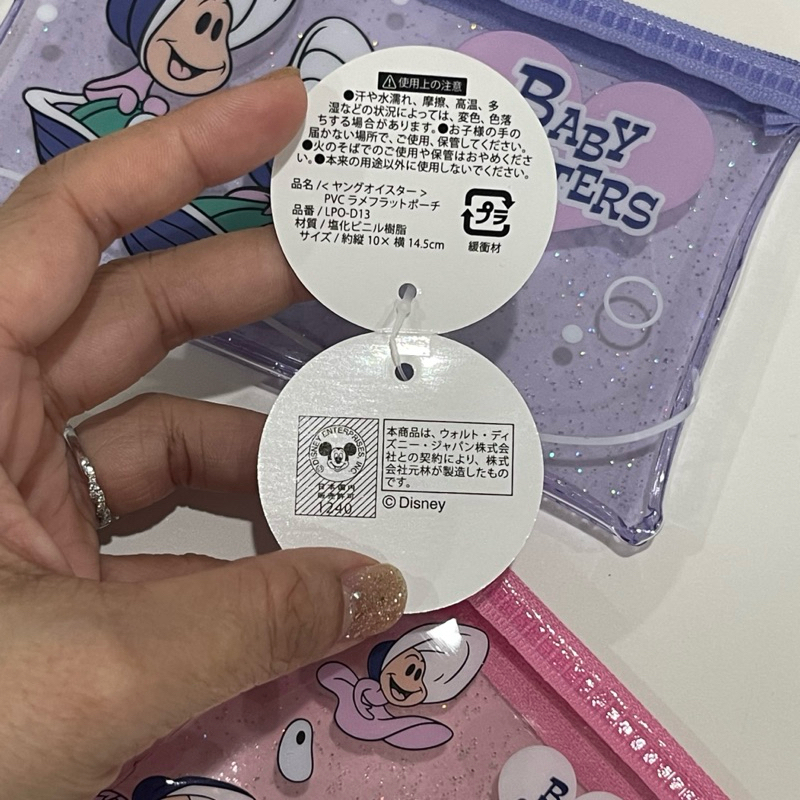 ⚠使用上の注意
●汗や水濡れ、摩擦、高温、多
湿などの状況によっては、変色、色落
ちする場合があります。●お子様の手の
届かない場所で、ご使用、保管してください。
●火のそばでのご使用や保管はおやめくださ
い。●本来の用途以外に使用しないでください。
品名 /< ヤングオイスター >
PVC ラメフラットポーチ
品番 / LPO-D13
材質 / 塩化ビニル樹脂
サイズ / 約縦 10× 横 14.5cm
プラ
緩衝材
BABY
TERS
©DISNEY ENTERPRISES, INC.
日本国内
販売許可
1240
本商品は、ウォルト・ディ
ズニー・ジャパン株式会
社との契約により、株式
会社元林が製造したもの
です。
© Disney
B